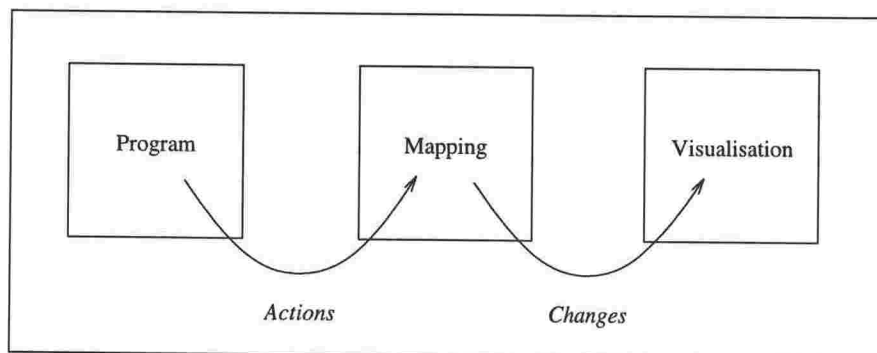 Program
Mapping
Visualisation
Actions
Changes